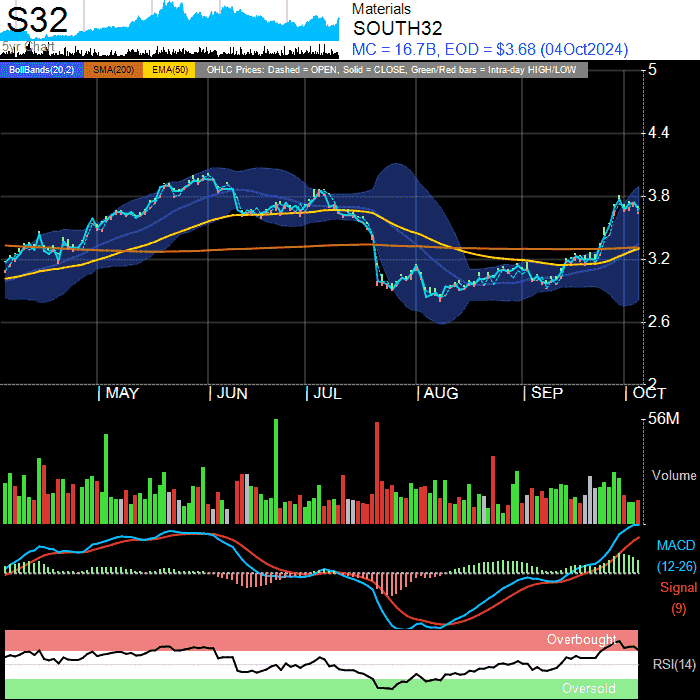 S32
5yr Chart
Materials
SOUTH32
MC = 16.7B, EOD = $3.68 (04Oct2024)
BollBands(20,2) SMA(200) EMA(50) OHLC Prices: Dashed = OPEN, Solid = CLOSE, Green/Red bars = Intra-day HIGH/LOW
5
4.4
3.8
3.2
2.6
2
MAY JUN JUL AUG SEP OCT
56M
Volume
MACD
(12-26)
Signal
(9)
Overbought
RSI(14)
Oversold